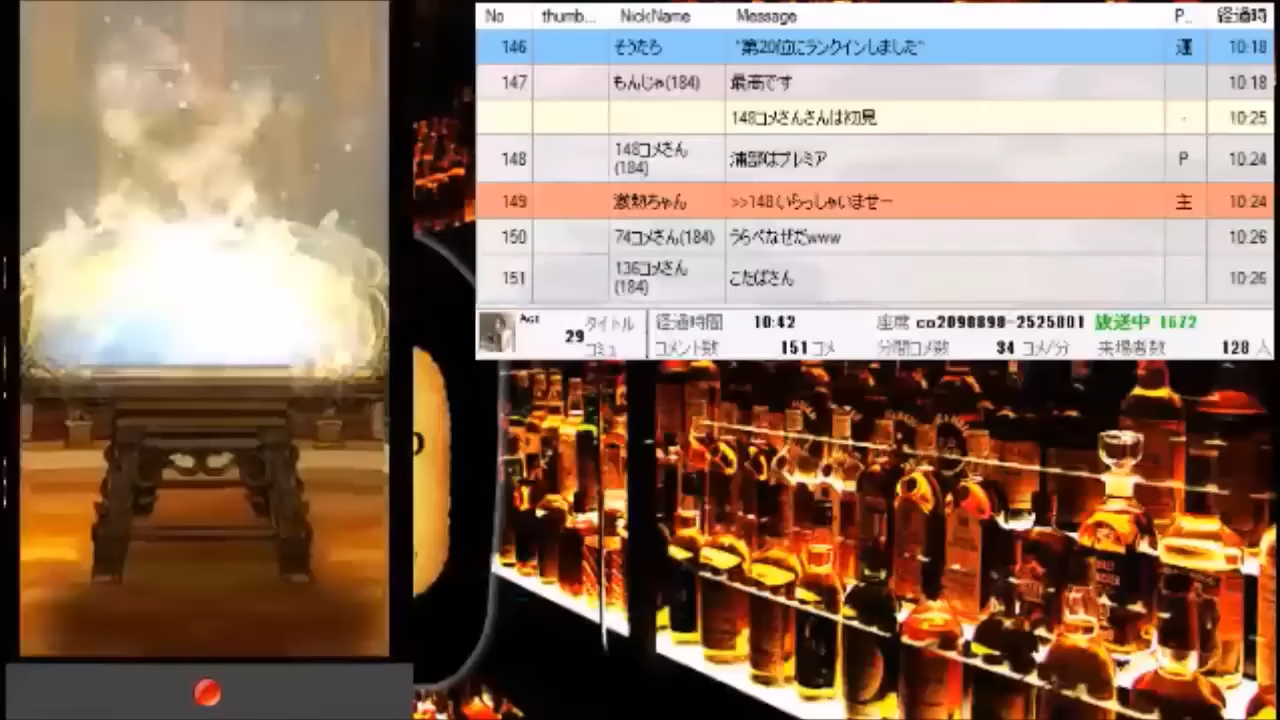 No thumb... NickName Message P.. 経過時
146 そうたろ "第20位にランクインしました" 運 10:18
147 もんじゃ(184) 最高です 10:18
148コメさんさんは初見 - 10:25
148 148コメさん(184) 浦部はプレミア P 10:24
149 激熱ちゃん >>148 いらっしゃいませー 主 10:24
150 74コメさん(184) うらべなぜだwww 10:26
151 136コメさん(184) こたばさん 10:26
Act 29 タイトル 経過時間 10:42 座席 co2098898-2525001 放送中 1672
コミュ コメント数 151 コメ 分間コメ数 34 コメ/分 来場者数 128 人